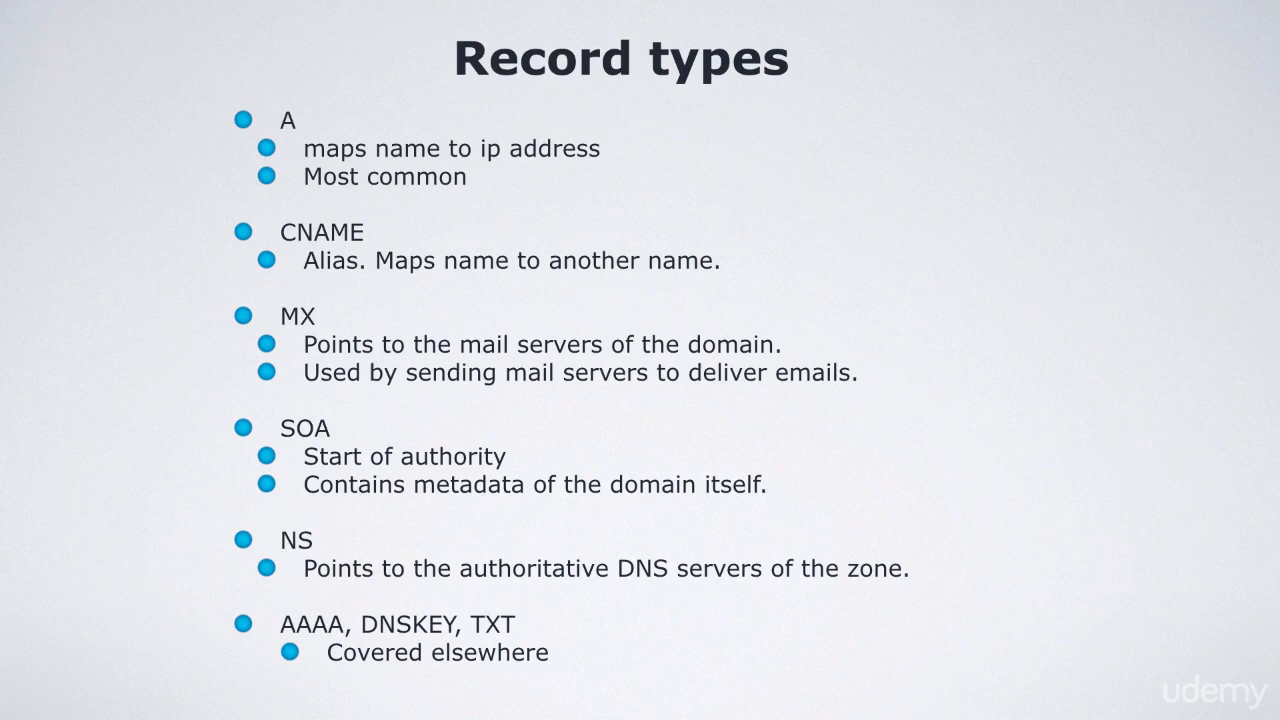 Record types
A
maps name to ip address
Most common
CNAME
Alias. Maps name to another name.
MX
Points to the mail servers of the domain.
Used by sending mail servers to deliver emails.
SOA
Start of authority
Contains metadata of the domain itself.
NS
Points to the authoritative DNS servers of the zone.
AAAA, DNSKEY, TXT
Covered elsewhere
udemy